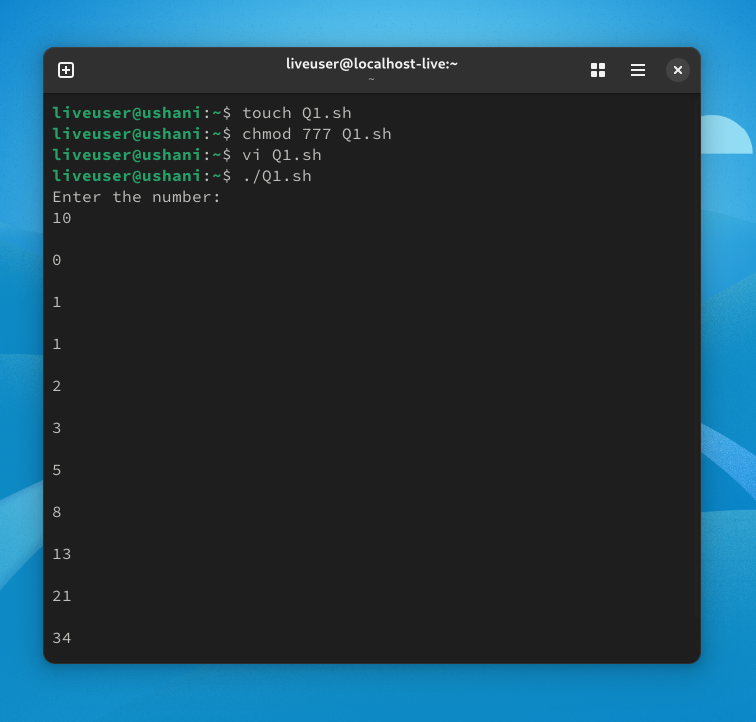 liveuser@localhost-live:~
~
liveuser@ushani:~$ touch Q1.sh
liveuser@ushani:~$ chmod 777 Q1.sh
liveuser@ushani:~$ vi Q1.sh
liveuser@ushani:~$ ./Q1.sh
Enter the number:
10
0
1
1
2
3
5
8
13
21
34